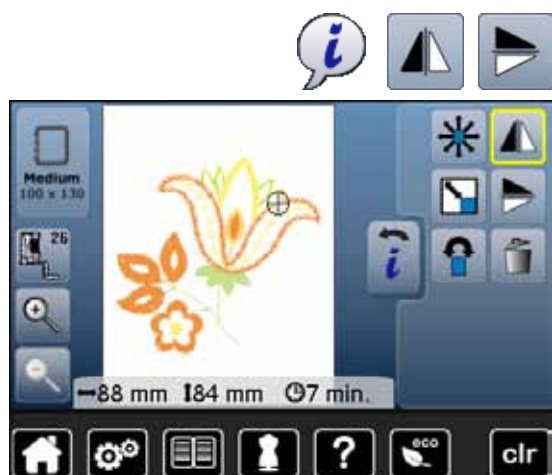 i
Medium
100 x 130
26
i
88 mm 84 mm 7 min.
? eco clr